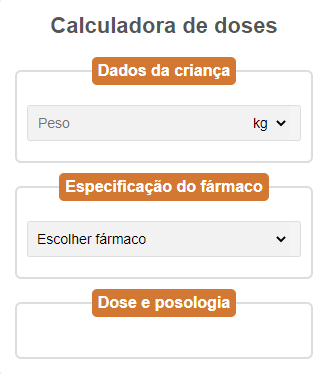 Calculadora de doses
Dados da criança
Peso kg
Especificação do fármaco
Escolher fármaco
Dose e posologia